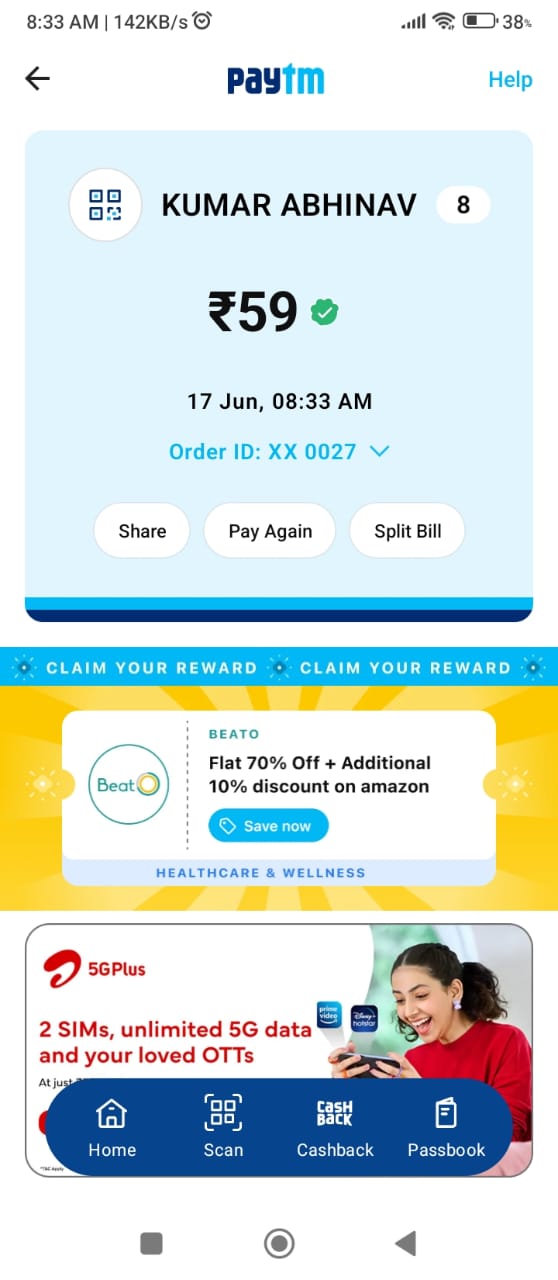 8:33 AM | 142KB/s
38%
paytm
Help
KUMAR ABHINAV 8
₹59
17 Jun, 08:33 AM
Order ID: XX 0027
Share Pay Again Split Bill
CLAIM YOUR REWARD CLAIM YOUR REWARD
BEATO
BeatO
Flat 70% Off + Additional
10% discount on amazon
Save now
HEALTHCARE & WELLNESS
5G Plus
prime video
Disney+ hotstar
2 SIMs, unlimited 5G data
and your loved OTTs
At just
CASH BACK
Home Scan Cashback Passbook
*T&C Apply